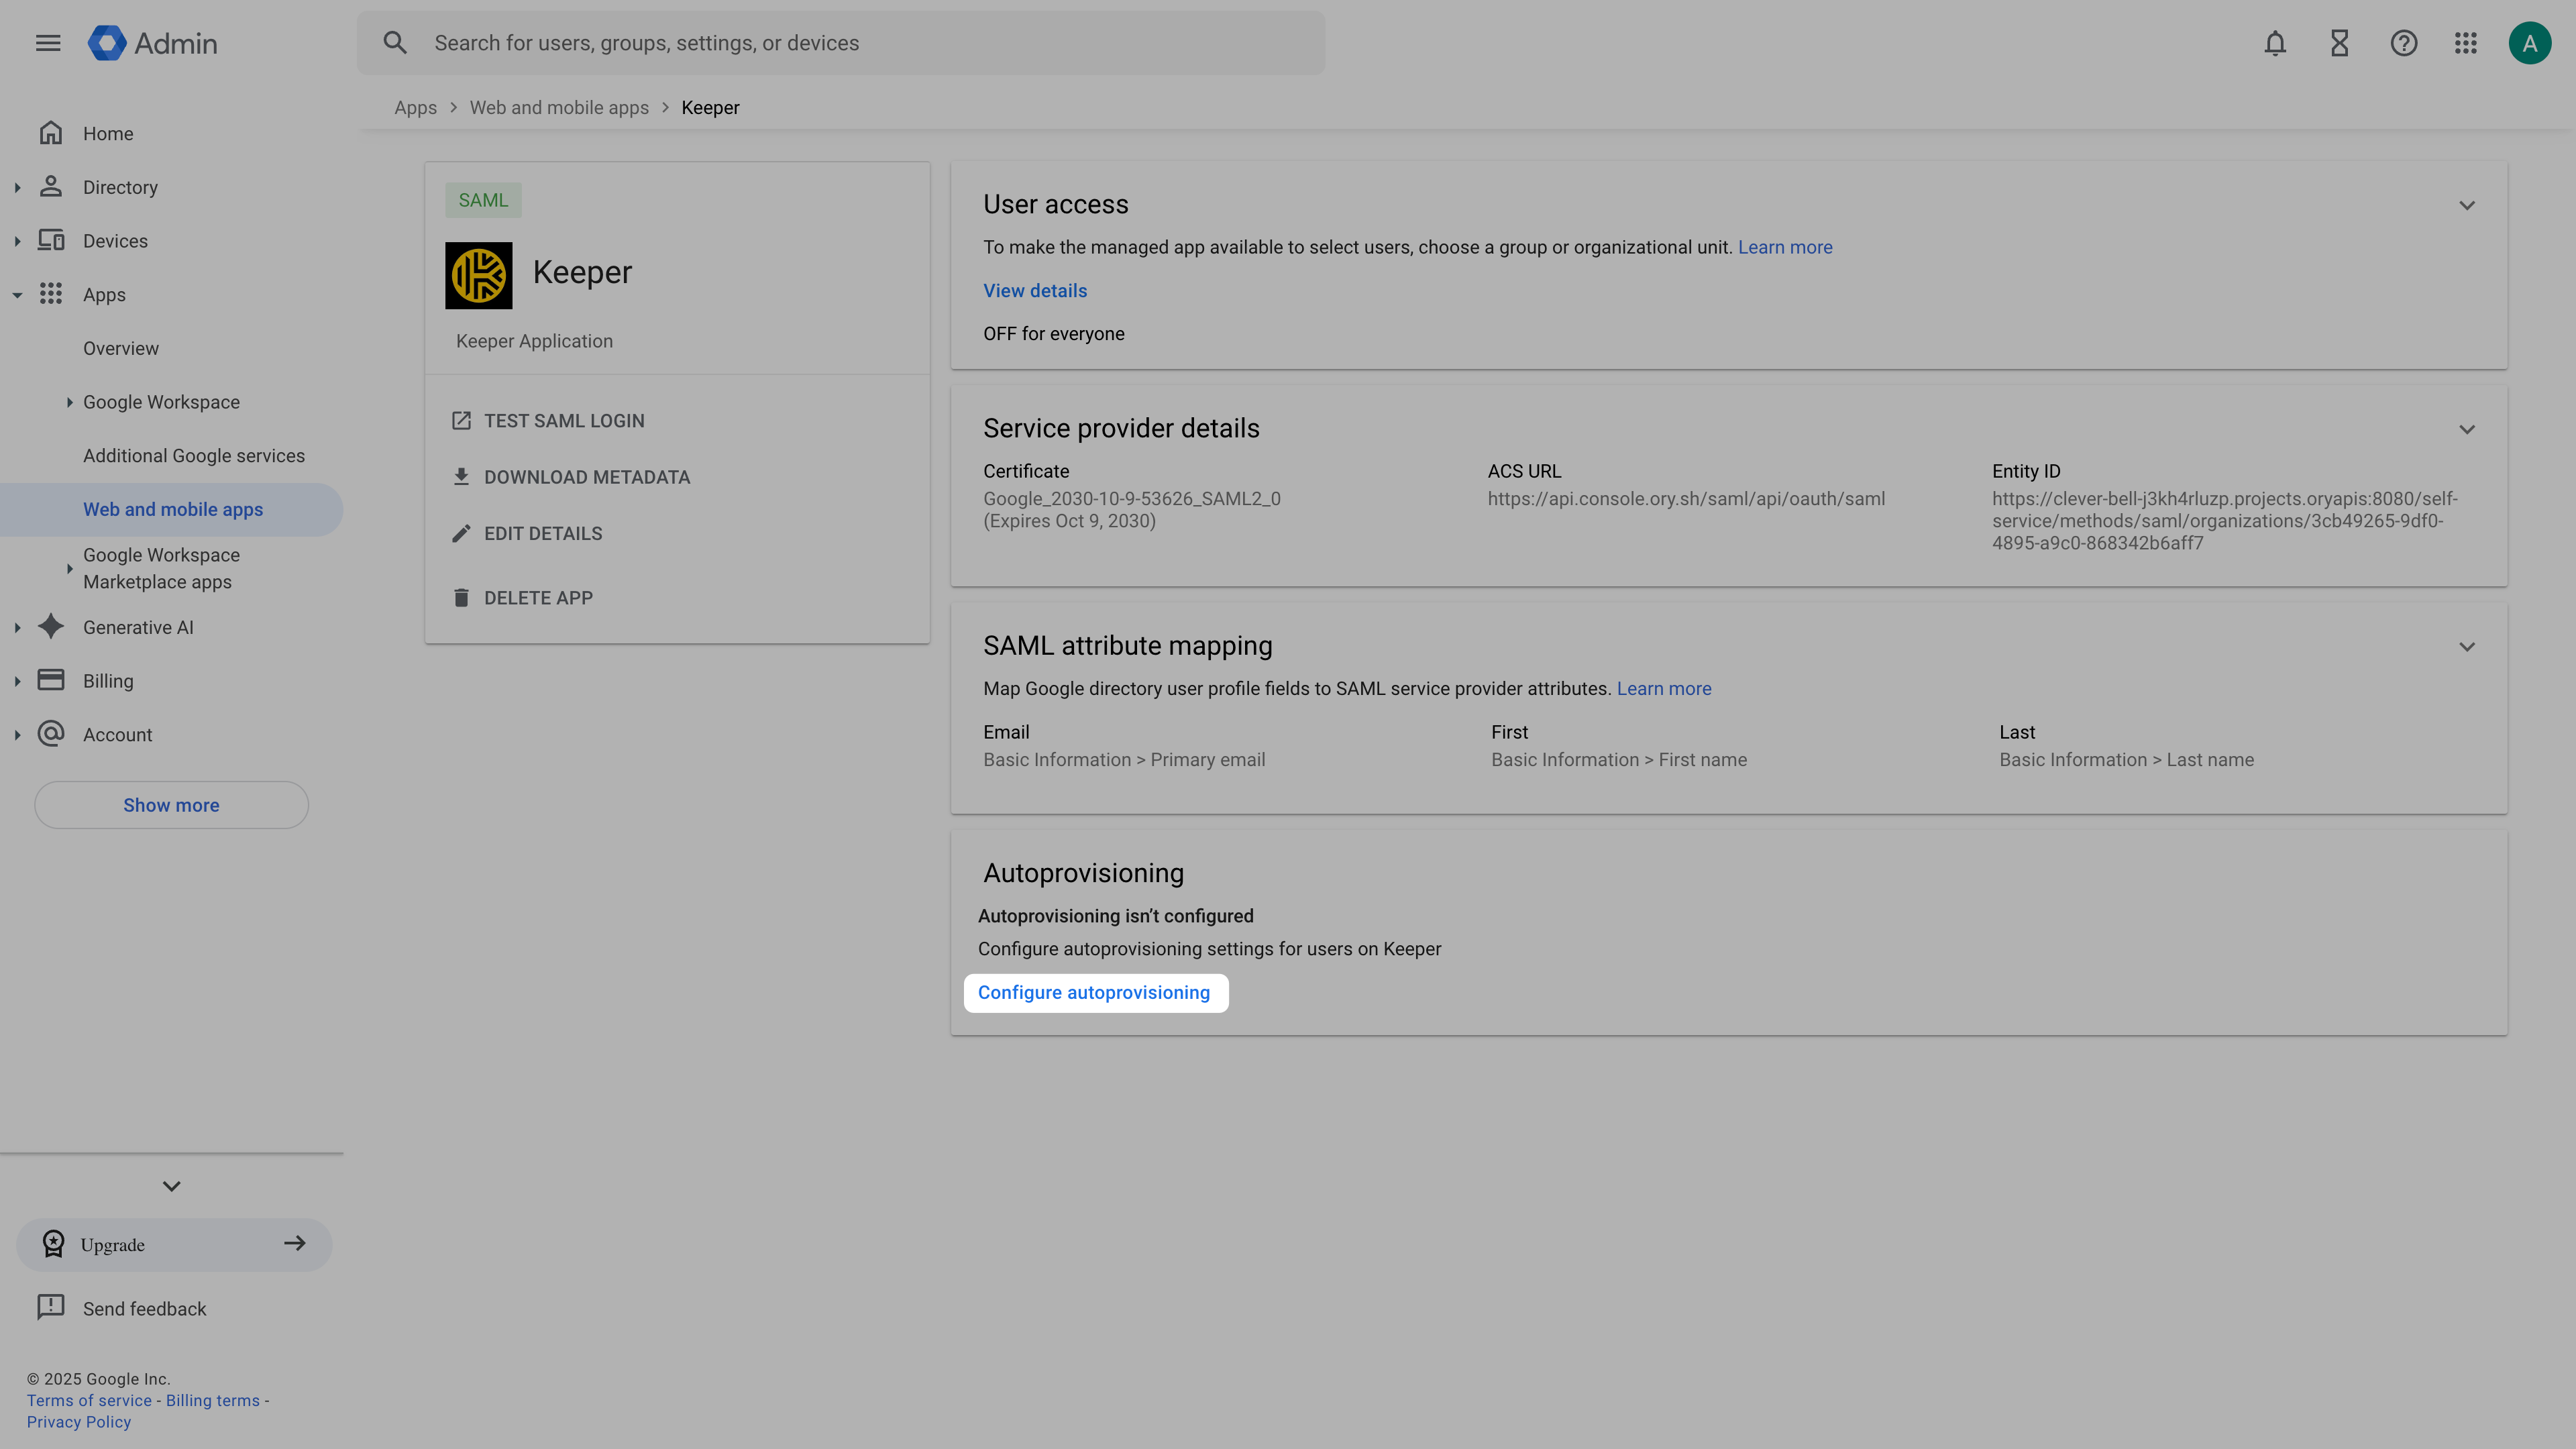 Admin
Search for users, groups, settings, or devices
A
Apps > Web and mobile apps > Keeper
Home
Directory
Devices
Apps
Overview
Google Workspace
Additional Google services
Web and mobile apps
Google Workspace
Marketplace apps
Generative AI
Billing
Account
Show more
Upgrade
Send feedback
© 2025 Google Inc.
Terms of service - Billing terms -
Privacy Policy
SAML
Keeper
Keeper Application
TEST SAML LOGIN
DOWNLOAD METADATA
EDIT DETAILS
DELETE APP
User access
To make the managed app available to select users, choose a group or organizational unit. Learn more
View details
OFF for everyone
Service provider details
Certificate
Google_2030-10-9-53626_SAML2_0
(Expires Oct 9, 2030)
ACS URL
https://api.console.ory.sh/saml/api/oauth/saml
Entity ID
https://clever-bell-j3kh4rluzp.projects.oryapis:8080/self-
service/methods/saml/organizations/3cb49265-9df0-
4895-a9c0-868342b6aff7
SAML attribute mapping
Map Google directory user profile fields to SAML service provider attributes. Learn more
Email
Basic Information > Primary email
First
Basic Information > First name
Last
Basic Information > Last name
Autoprovisioning
Autoprovisioning isn’t configured
Configure autoprovisioning settings for users on Keeper
Configure autoprovisioning